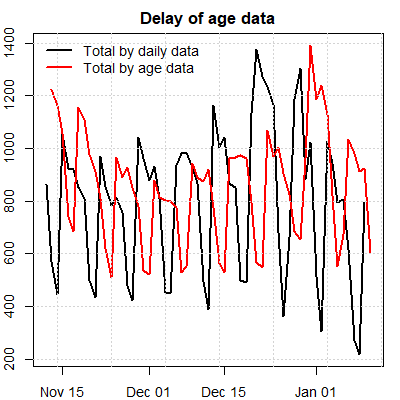 Delay of age data
Total by daily data
Total by age data
1400
1200
1000
800
600
400
200
Nov 15
Dec 01
Dec 15
Jan 01